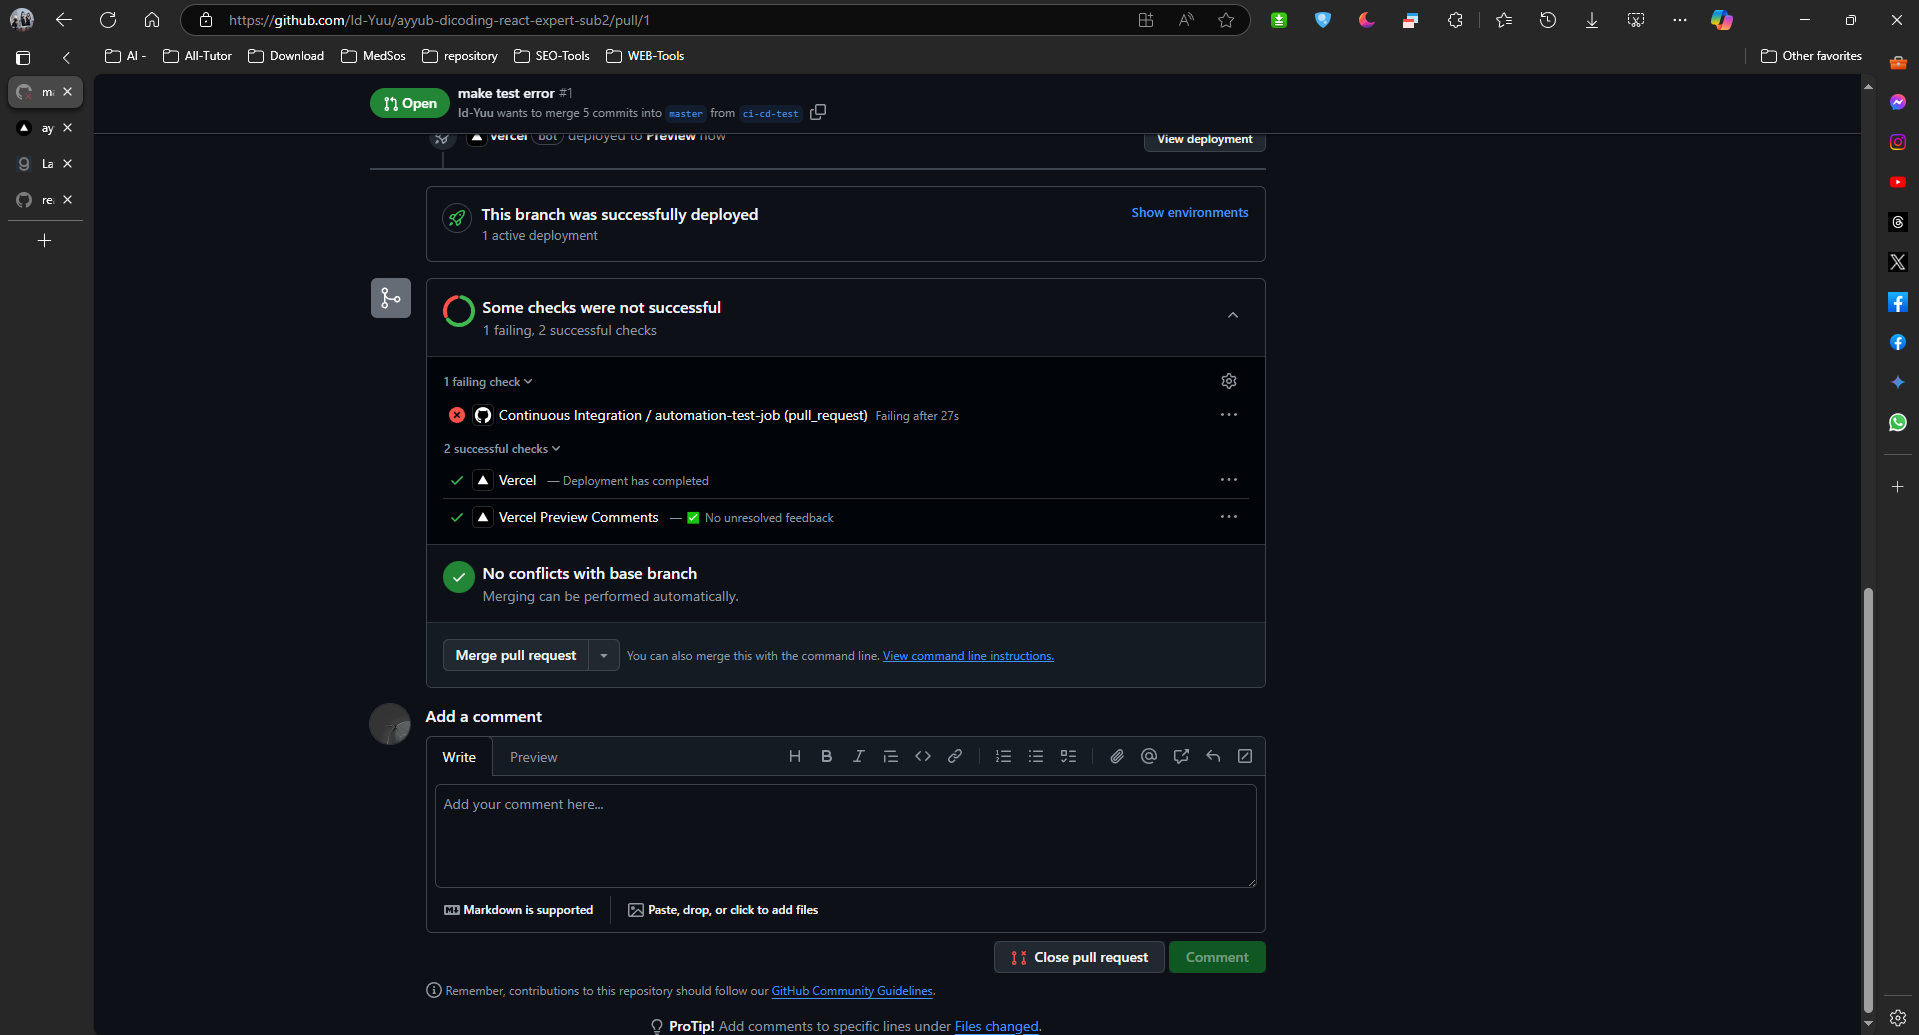 https://github.com/Id-Yuu/ayyub-dicoding-react-expert-sub2/pull/1
AI -
All-Tutor
Download
MedSos
repository
SEO-Tools
WEB-Tools
Other favorites
ma
ay
La
re
Open
make test error #1
Id-Yuu wants to merge 5 commits into master from ci-cd-test
Vercel bot deployed to Preview now
View deployment
This branch was successfully deployed
1 active deployment
Show environments
Some checks were not successful
1 failing, 2 successful checks
1 failing check
Continuous Integration / automation-test-job (pull_request) Failing after 27s
2 successful checks
Vercel — Deployment has completed
Vercel Preview Comments — ✅ No unresolved feedback
No conflicts with base branch
Merging can be performed automatically.
Merge pull request
You can also merge this with the command line. View command line instructions.
Add a comment
Write
Preview
Add your comment here...
Markdown is supported
Paste, drop, or click to add files
Close pull request
Comment
Remember, contributions to this repository should follow our GitHub Community Guidelines.
ProTip! Add comments to specific lines under Files changed.